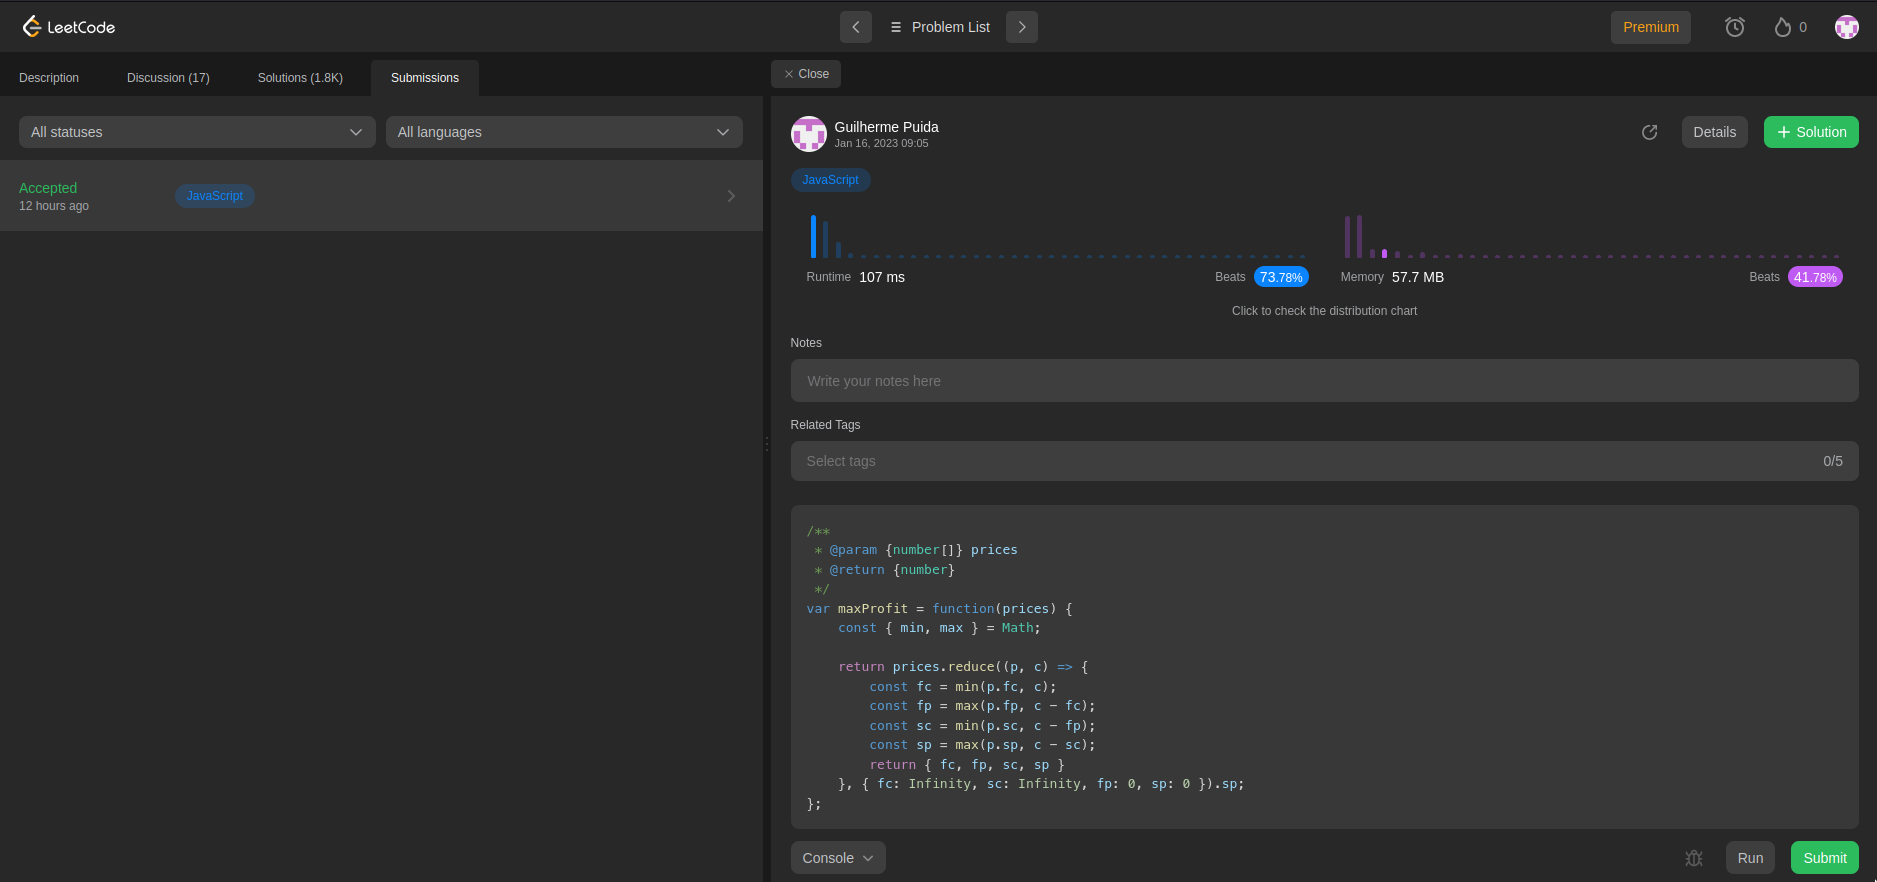 LeetCode
Problem List
Premium
0
Description
Discussion (17)
Solutions (1.8K)
Submissions
Close
All statuses
All languages
Accepted
12 hours ago
JavaScript
Guilherme Puida
Jan 16, 2023 09:05
Details
Solution
JavaScript
Runtime 107 ms
Beats 73.78%
Memory 57.7 MB
Beats 41.78%
Click to check the distribution chart
Notes
Write your notes here
Related Tags
Select tags
0/5
/**
 * @param {number[]} prices
 * @return {number}
 */
var maxProfit = function(prices) {
    const { min, max } = Math;
    return prices.reduce((p, c) => {
        const fc = min(p.fc, c);
        const fp = max(p.fp, c - fc);
        const sc = min(p.sc, c - fp);
        const sp = max(p.sp, c - sc);
        return { fc, fp, sc, sp }
    }, { fc: Infinity, sc: Infinity, fp: 0, sp: 0 }).sp;
};
Console
Run
Submit